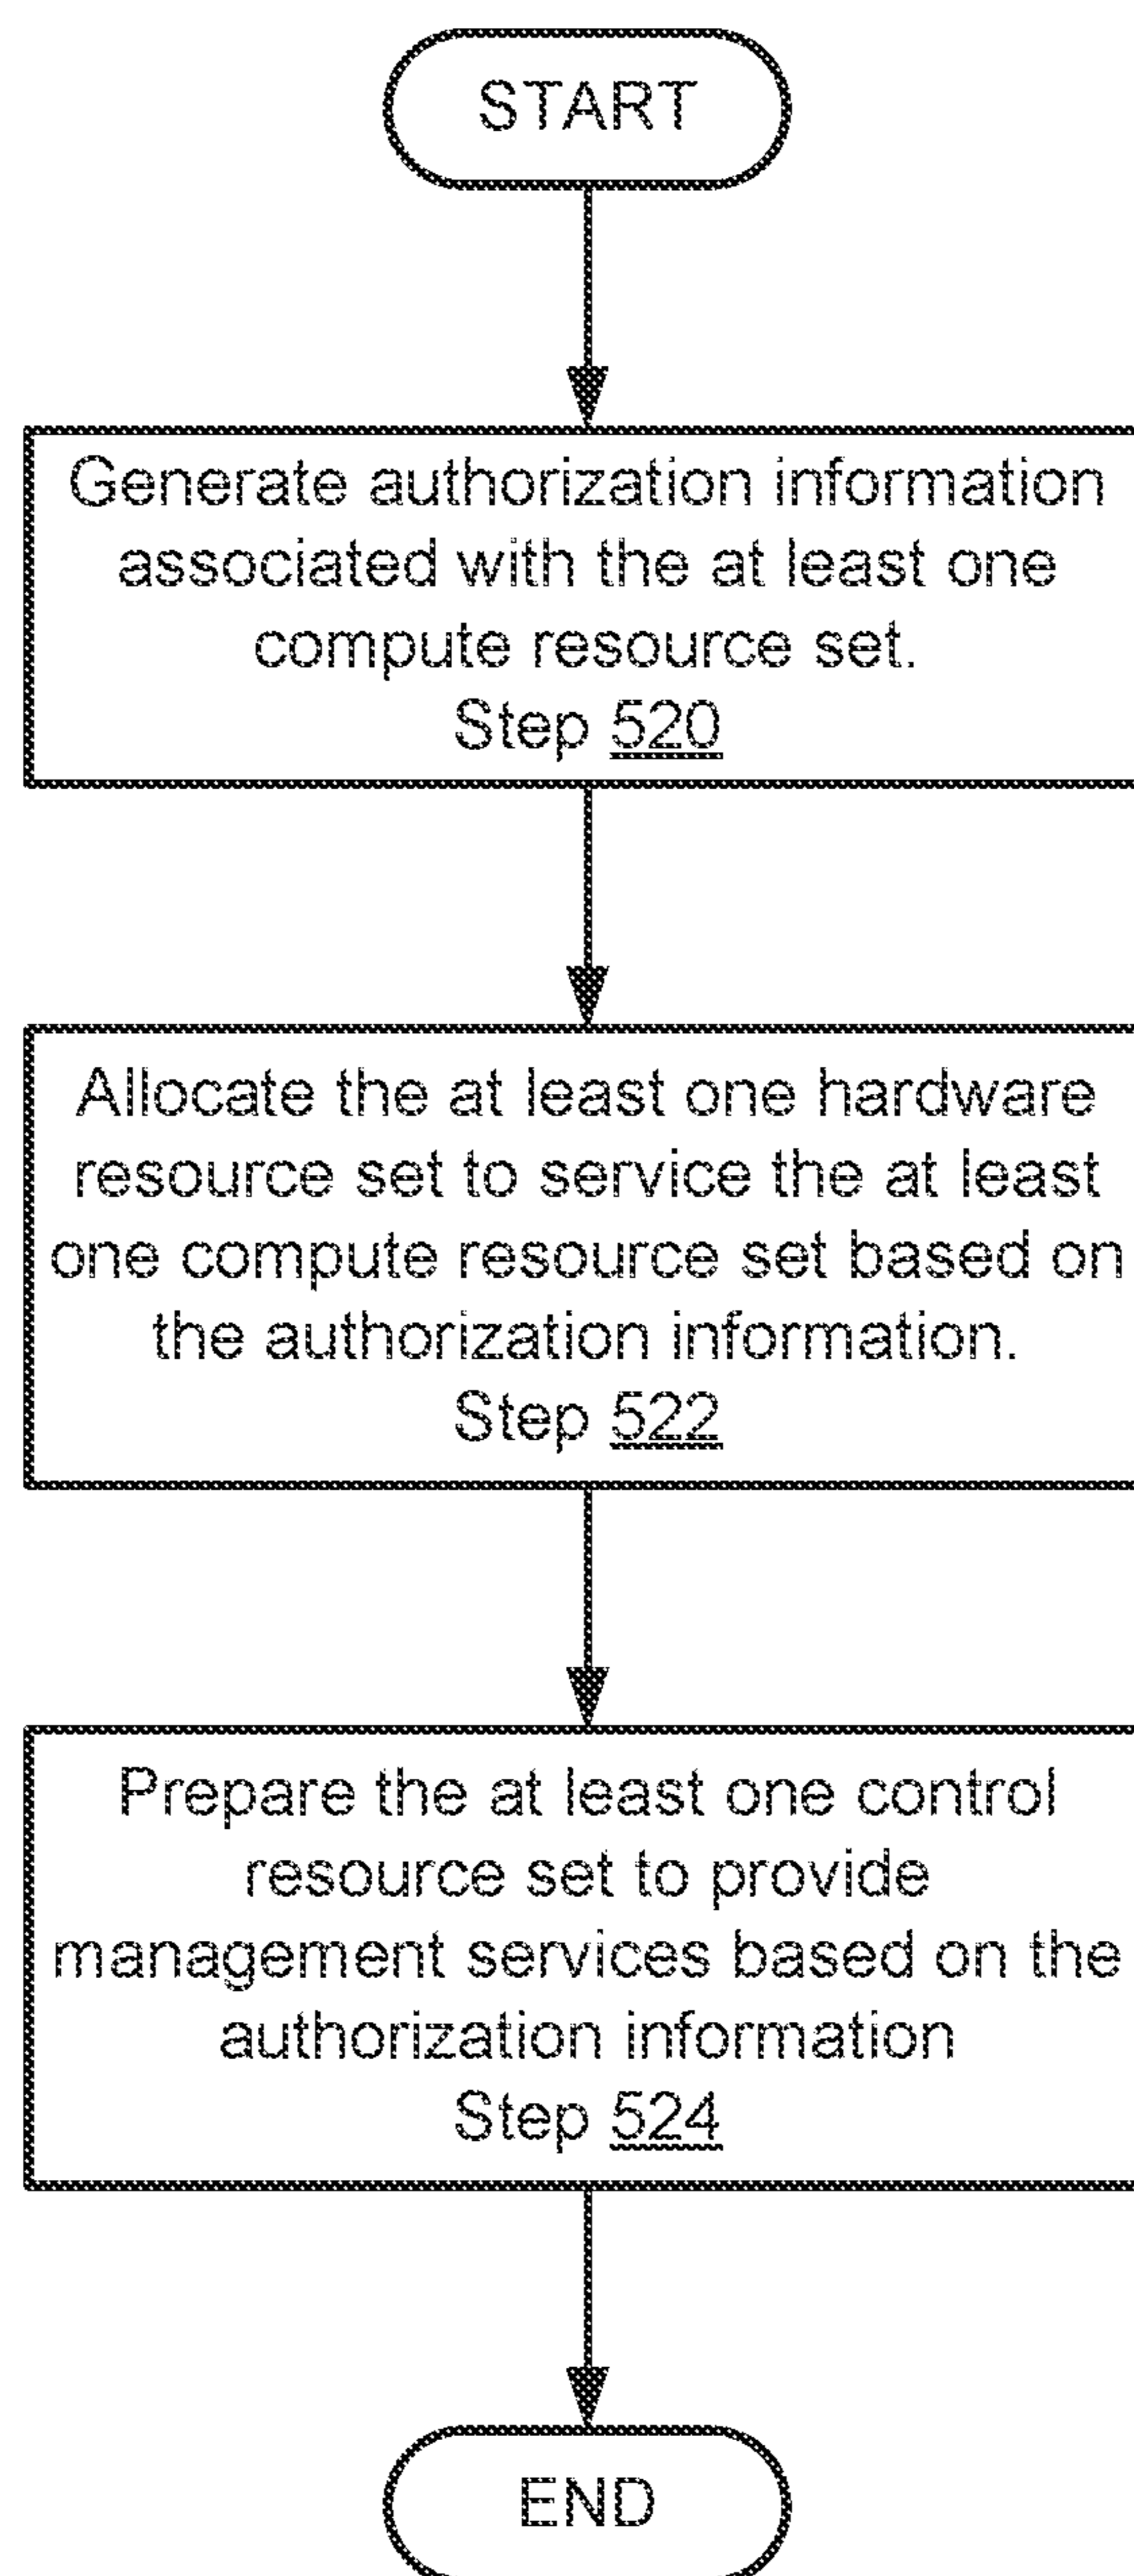 START
Generate authorization information
associated with the at least one
compute resource set.
Step 520
Allocate the at least one hardware
resource set to service the at least
one compute resource set based on
the authorization information.
Step 522
Prepare the at least one control
resource set to provide
management services based on the
authorization information
Step 524
END